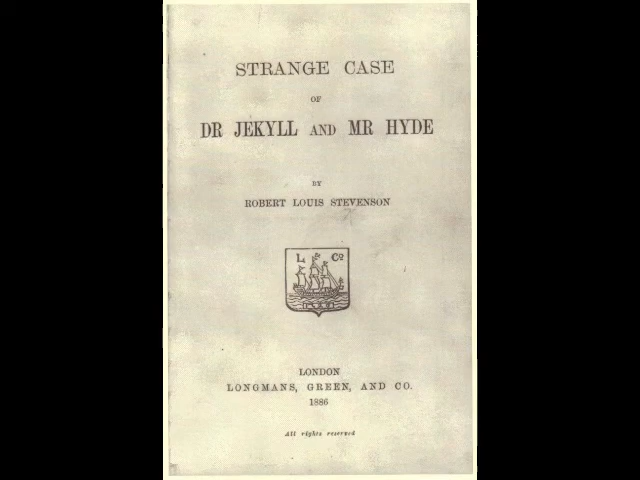 STRANGE CASE
OF
DR JEKYLL AND MR HYDE
BY
ROBERT LOUIS STEVENSON
L Co
LONDON
LONGMANS, GREEN, AND CO.
1886
All rights reserved